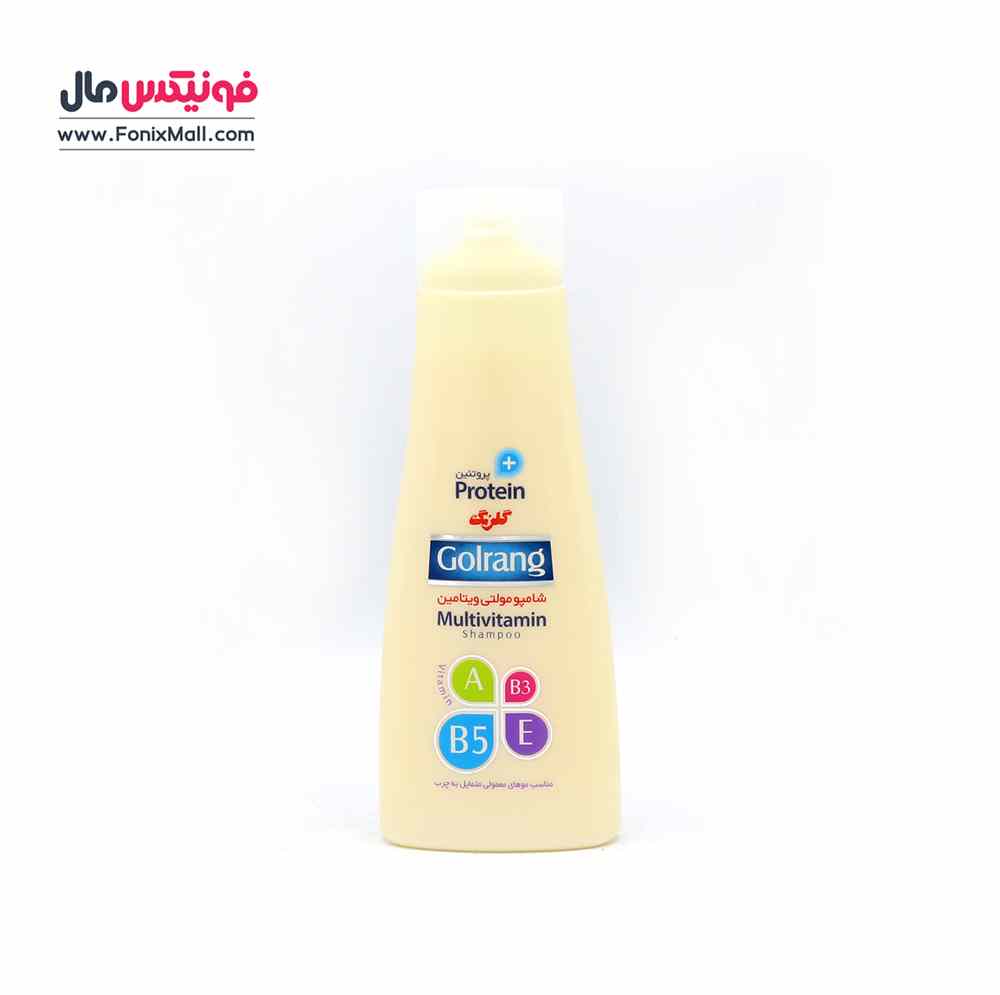 فونیکس مال
www.FonixMall.com
+
پروتئین
Protein
گلرنگ
Golrang
شامپو مولتی ویتامین
Multivitamin
Shampoo
Vitamin
A
B3
B5
E
مناسب موهای معمولی متمایل به چرب